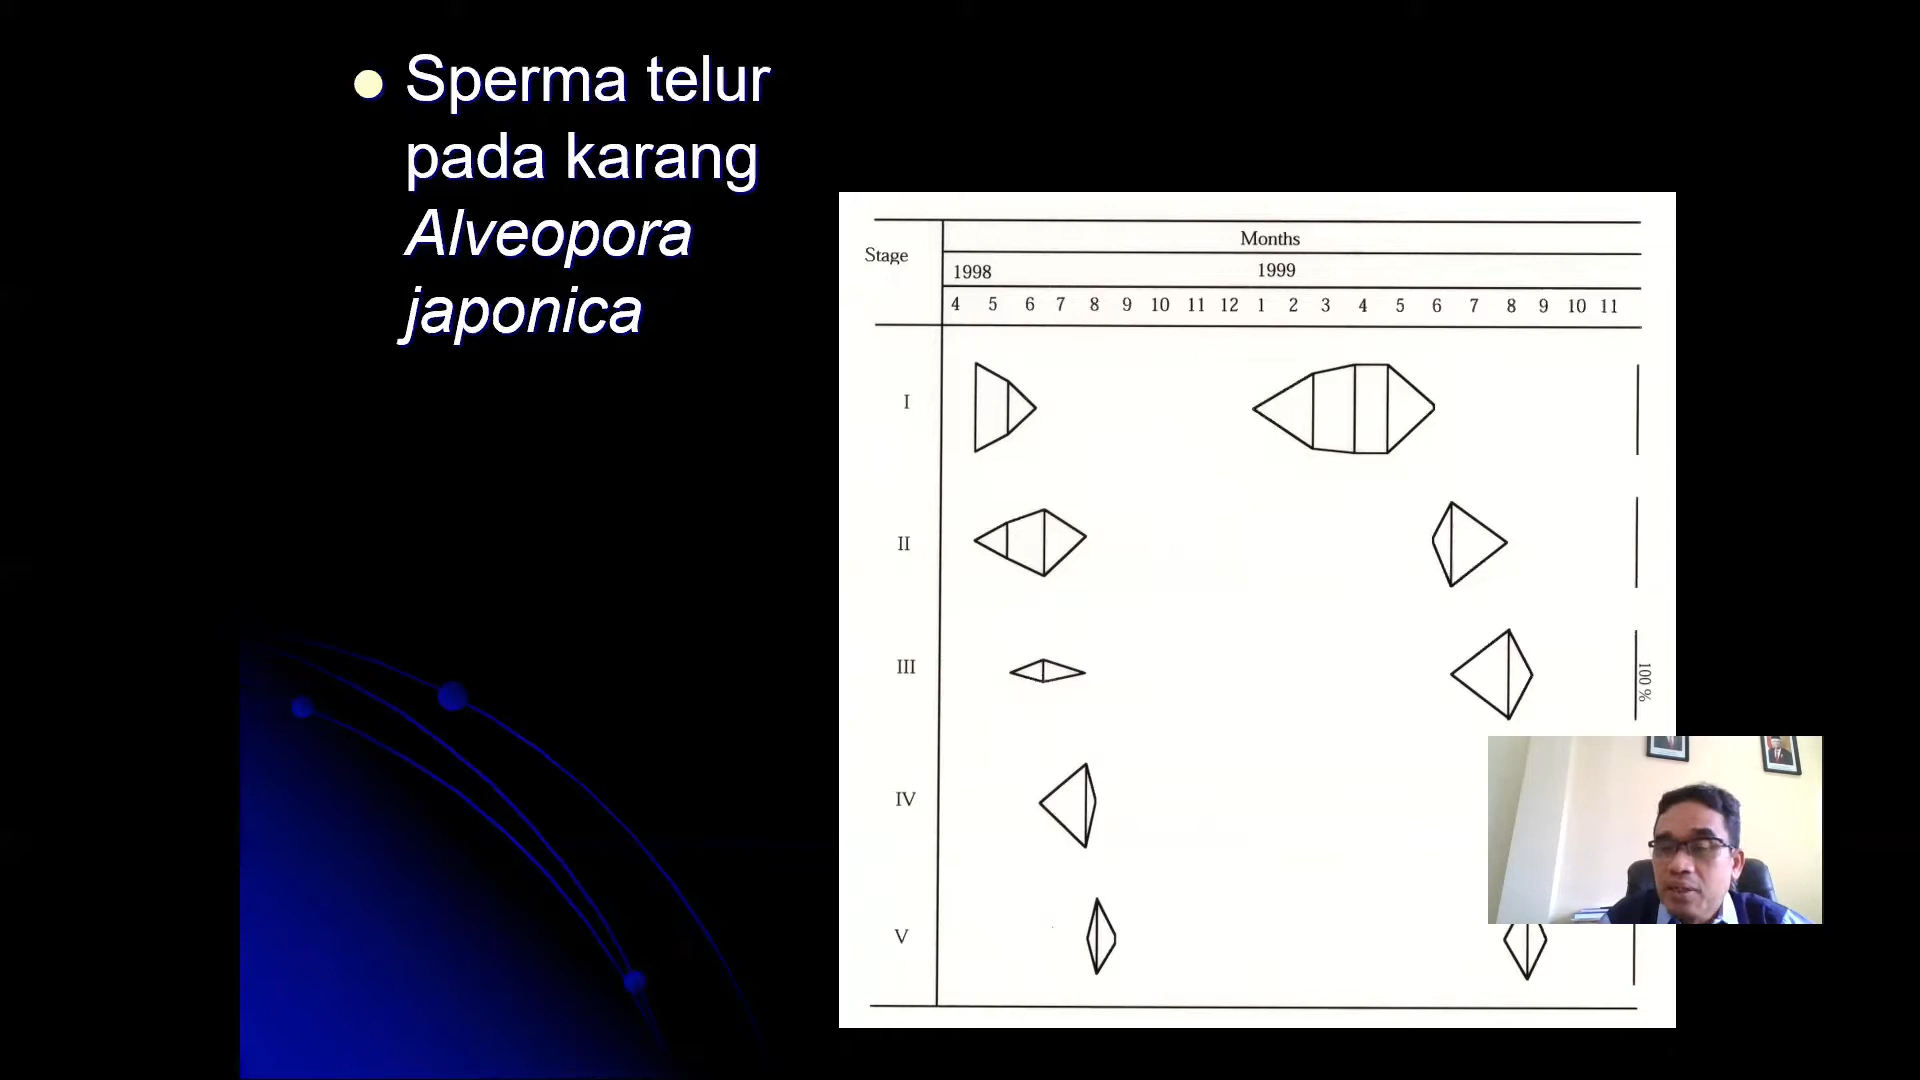 Sperma telur
pada karang
Alveopora
japonica
Stage
Months
1998 1999
4 5 6 7 8 9 10 11 12 1 2 3 4 5 6 7 8 9 10 11
I
II
III
100 %
IV
V